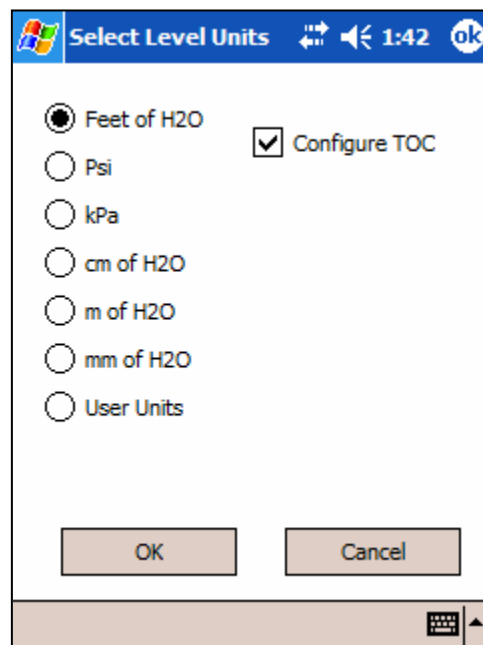 Select Level Units 1:42 ok
Feet of H2O
Configure TOC
Psi
kPa
cm of H2O
m of H2O
mm of H2O
User Units
OK Cancel